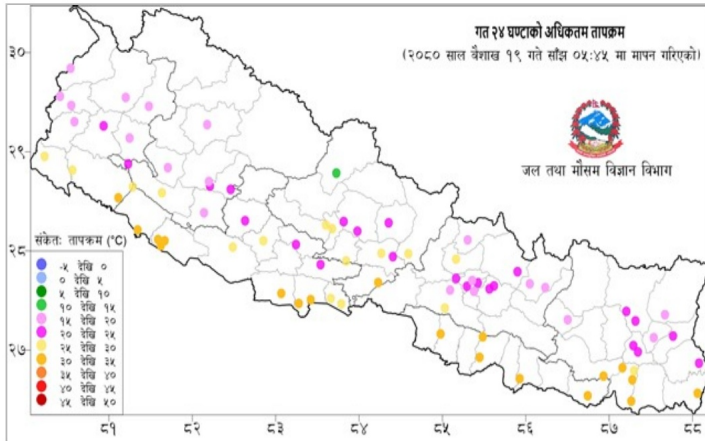 गत २४ घण्टाको अधिकतम तापक्रम
(२०८० साल बैशाख १९ गते साँझ ०५:४५ मा मापन गरिएको)
जल तथा मौसम विज्ञान विभाग
३०
२९
२८
२७
संकेतः तापक्रम (°C)
-५ देखि ०
० देखि ५
५ देखि १०
१० देखि १५
१५ देखि २०
२० देखि २५
२५ देखि ३०
३० देखि ३५
३५ देखि ४०
४० देखि ४५
४५ देखि ५०
८१ ८२ ८३ ८४ ८५ ८६ ८७ ८८